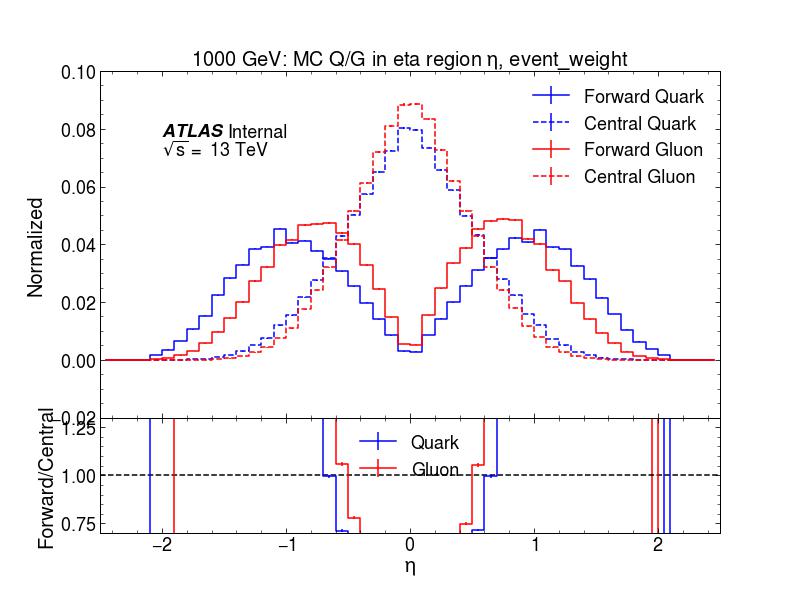 1000 GeV: MC Q/G in eta region η, event_weight
0.10
0.08
0.06
0.04
0.02
0.00
−0.02
Normalized
ATLAS Internal
√s = 13 TeV
Forward Quark
Central Quark
Forward Gluon
Central Gluon
1.25
1.00
0.75
Forward/Central
Quark
Gluon
−2 −1 0 1 2
η